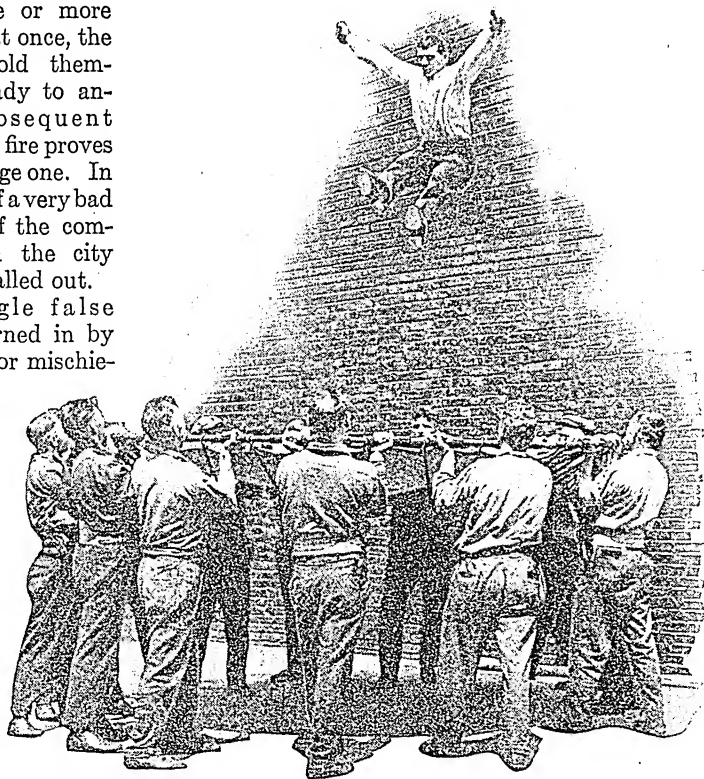 e or more
t once, the
old them-
ady to an-
bsequent
fire proves
ge one. In
f a very bad
f the com-
the city
alled out.
gle false
rned in by
or mischie-